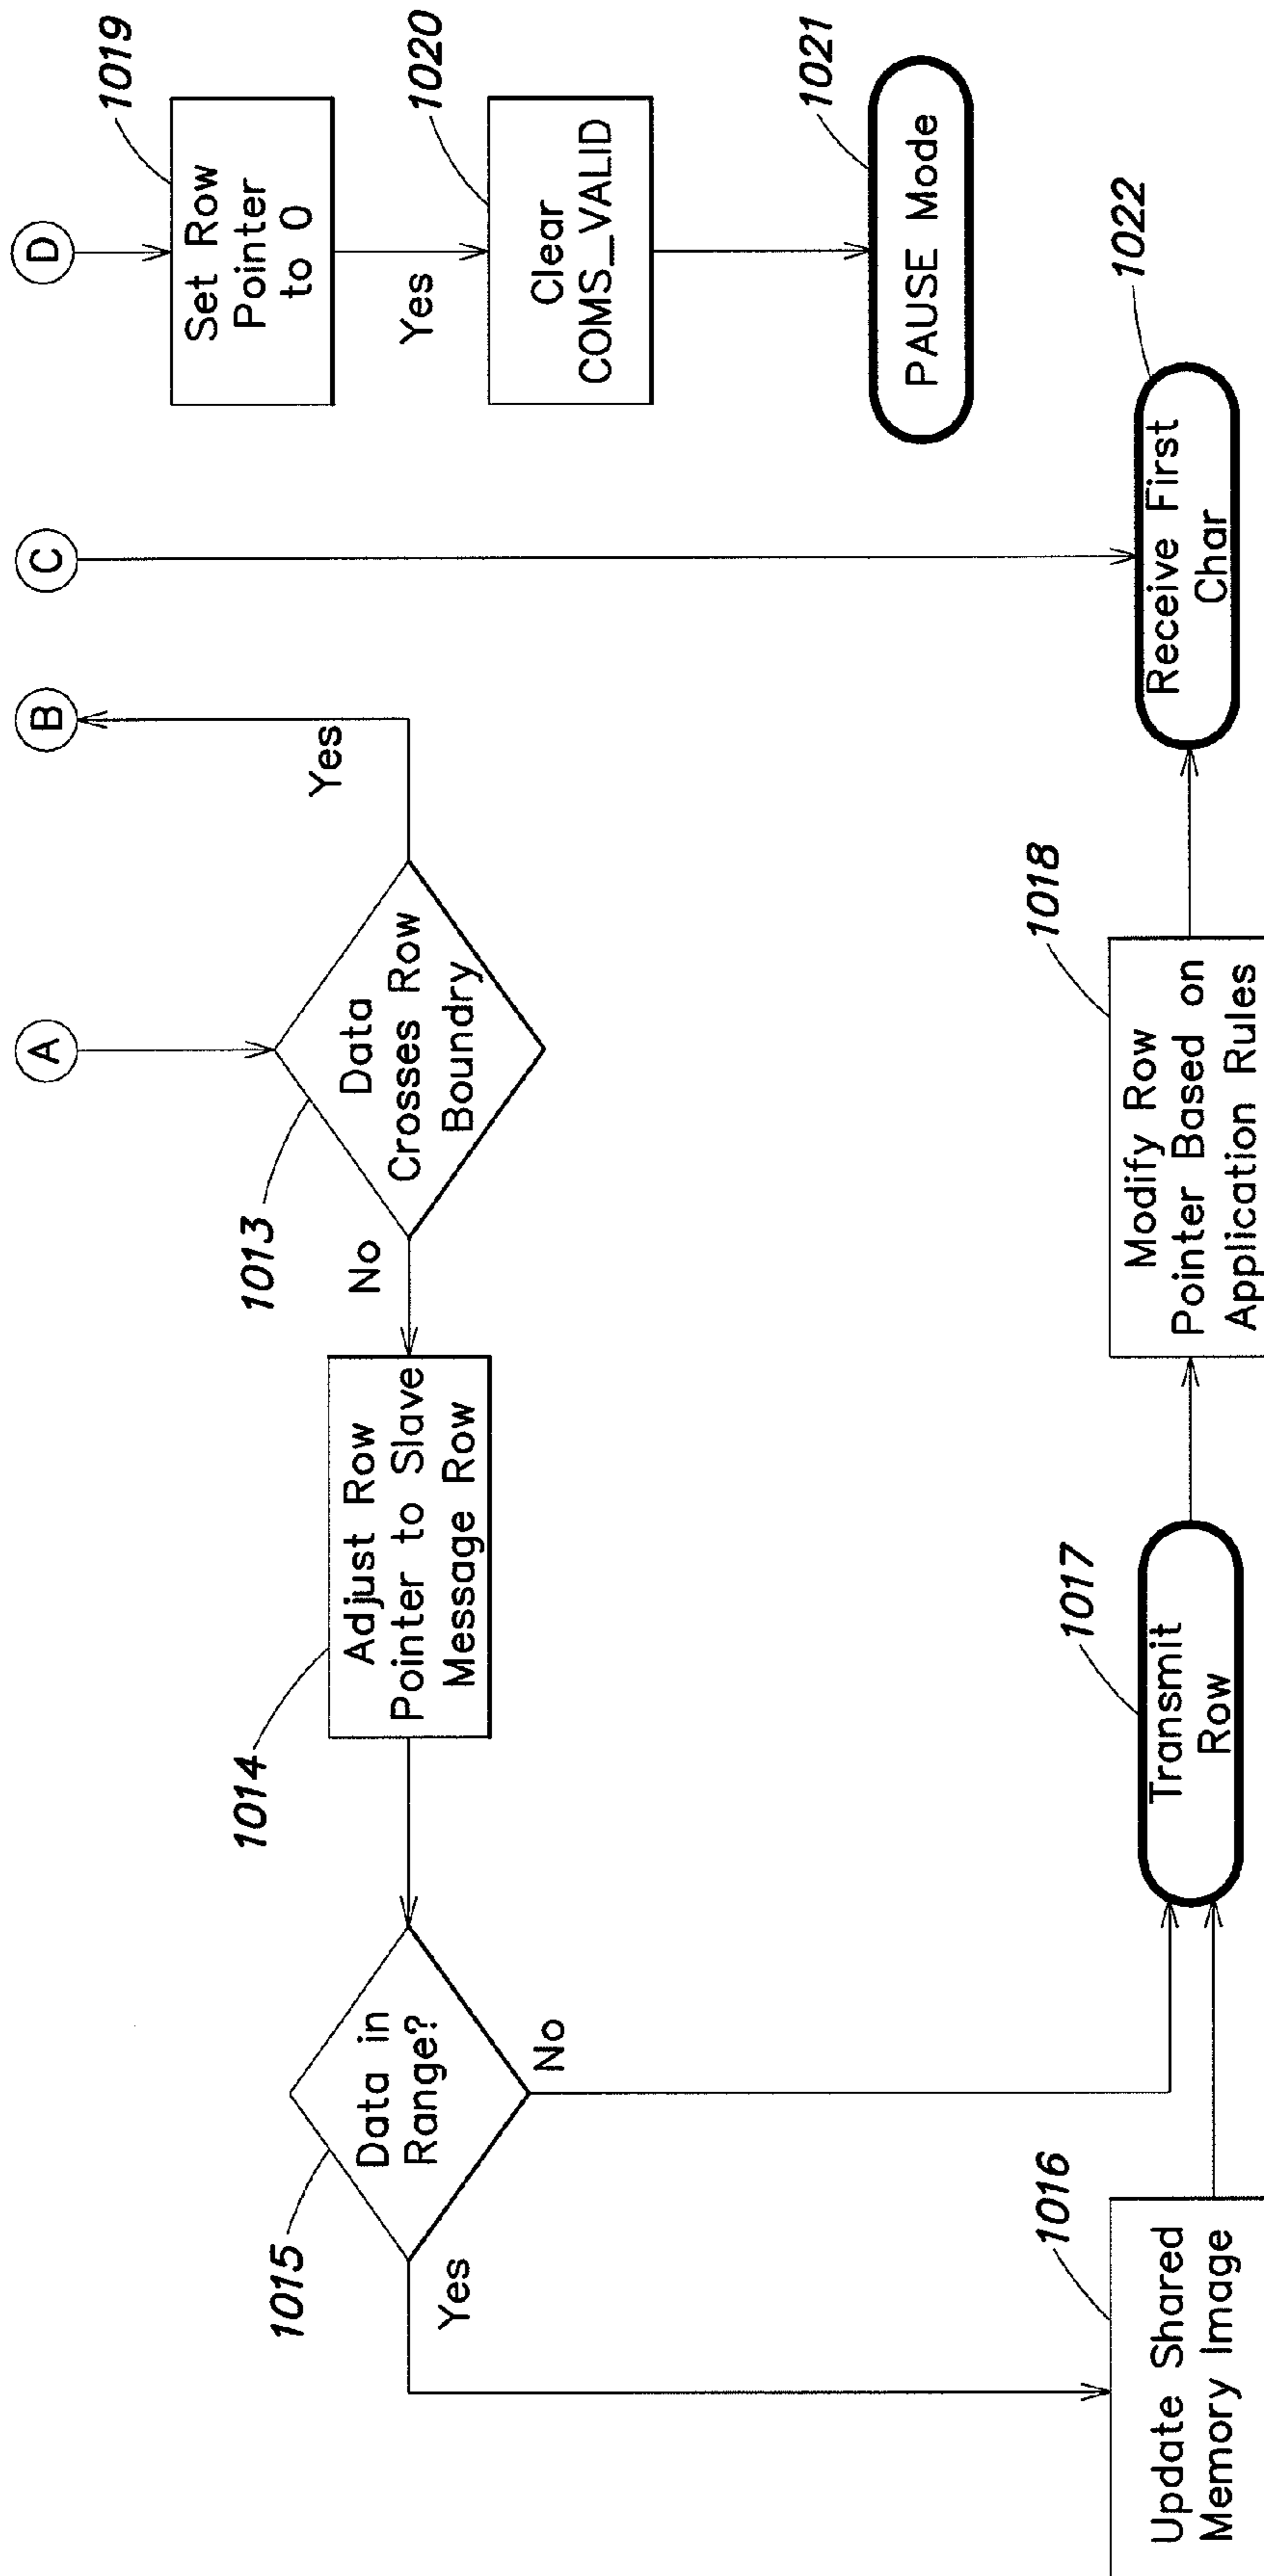 A
B
C
D
1013
Data
Crosses Row
Boundry
Yes
No
1014
Adjust Row
Pointer to Slave
Message Row
1015
Data in
Range?
Yes
No
1016
Update Shared
Memory Image
1017
Transmit
Row
1018
Modify Row
Pointer Based on
Application Rules
1019
Set Row
Pointer
to 0
Yes
1020
Clear
COMS_VALID
1021
PAUSE Mode
1022
Receive First
Char